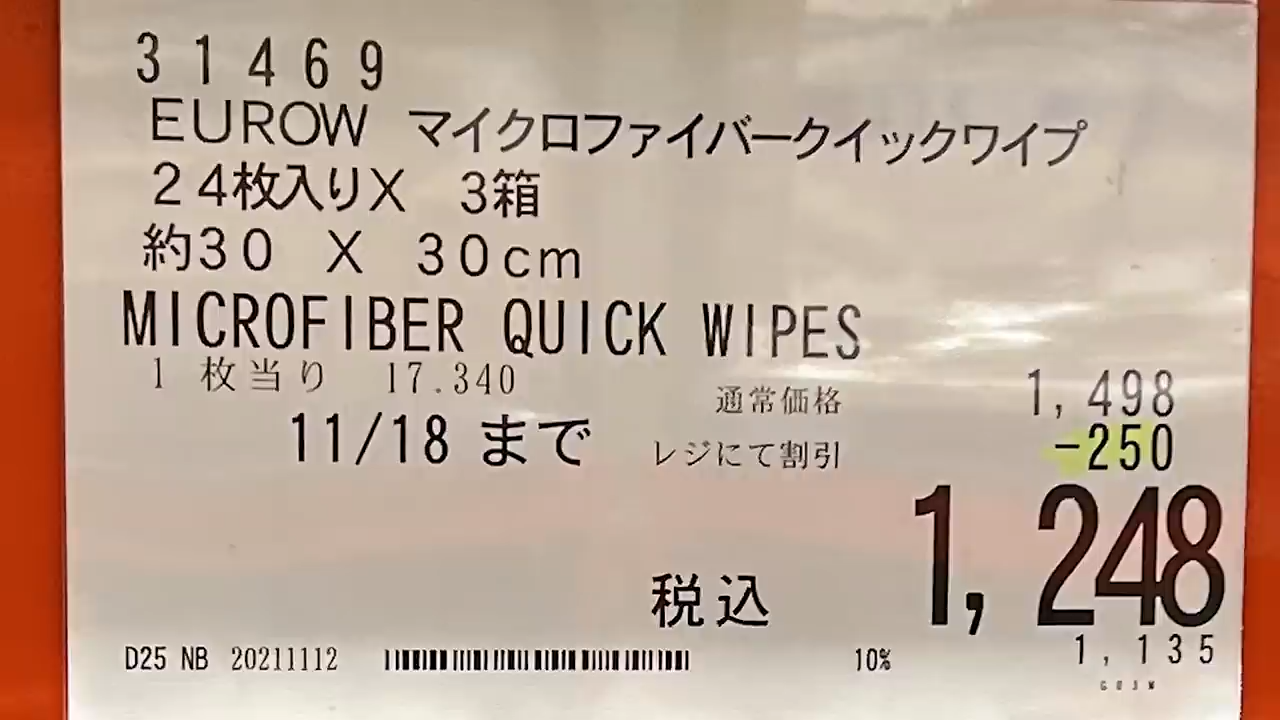 31469
EUROW マイクロファイバークイックワイプ
24枚入りX 3箱
約30 X 30cm
MICROFIBER QUICK WIPES
1 枚当り 17.340
通常価格 1,498
11/18 まで レジにて割引 -250
1,248
税込
1,135
D25 NB 20211112 10%